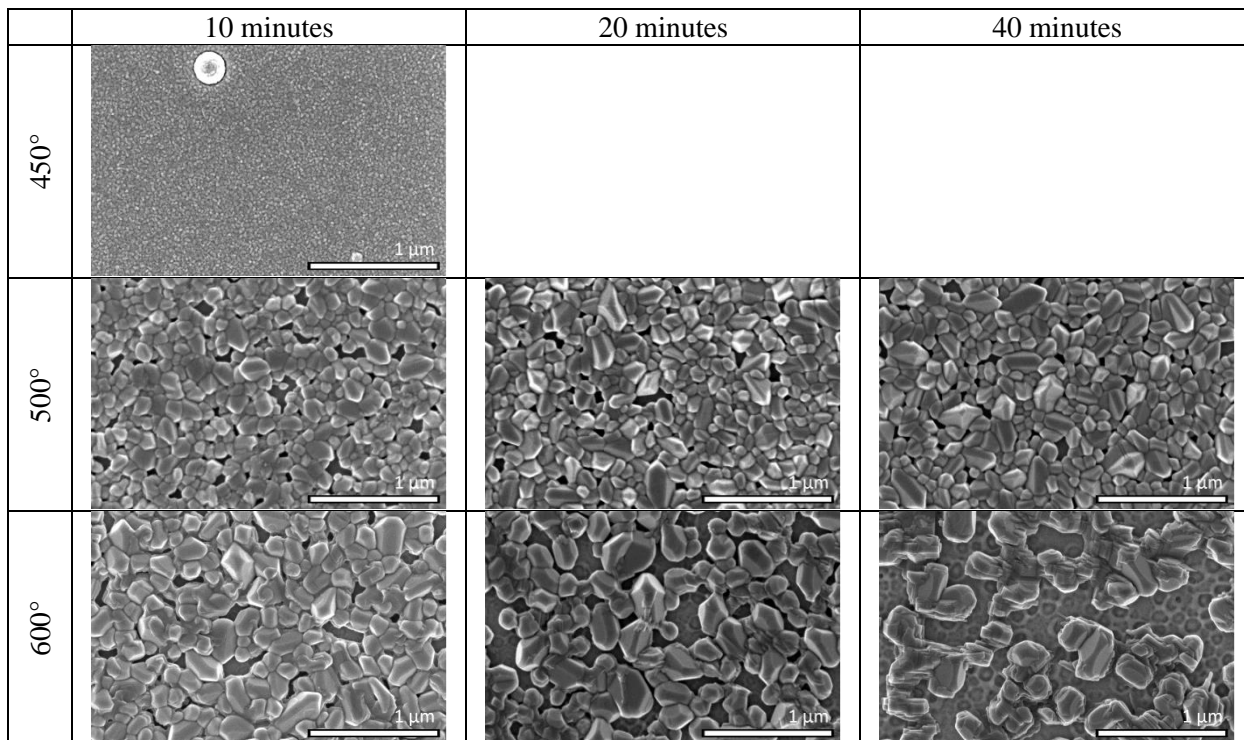 10 minutes 20 minutes 40 minutes
450°
1 µm
500°
1 µm 1 µm 1 µm
600°
1 µm 1 µm 1 µm